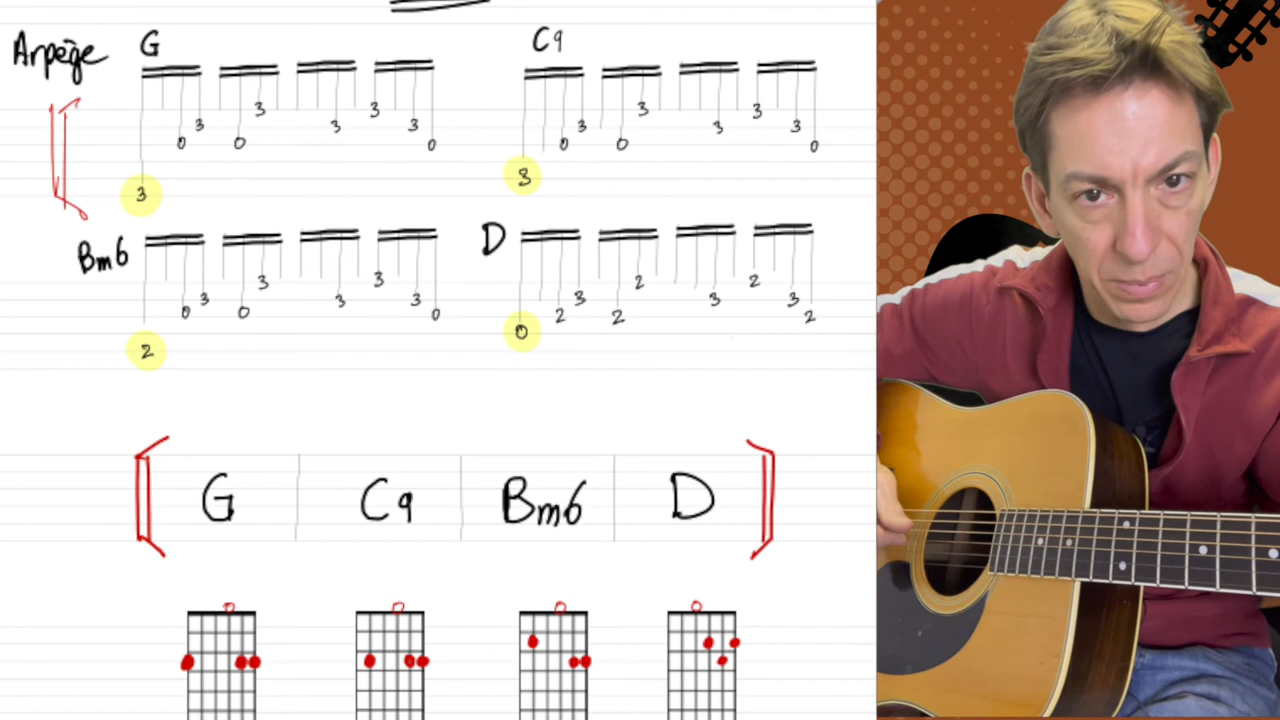 Arpège G C9
3 3 3 3
3 3 3 3
0 0 0 0 0 0
3 3
Bm6 D
3 3 2 2
3 3 3 3 3 3
0 0 0 2 2 2
2 0
G C9 Bm6 D